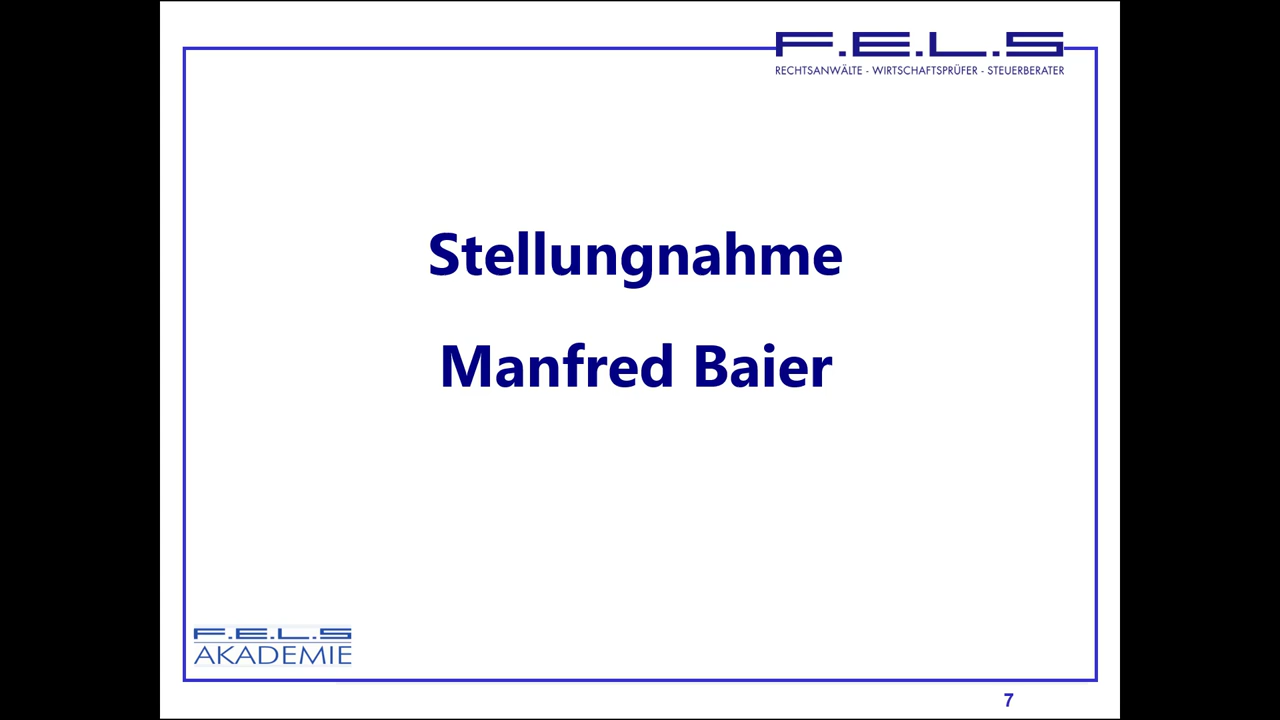 F.E.L.S
RECHTSANWÄLTE - WIRTSCHAFTSPRÜFER - STEUERBERATER
Stellungnahme
Manfred Baier
F.E.L.S
AKADEMIE
7